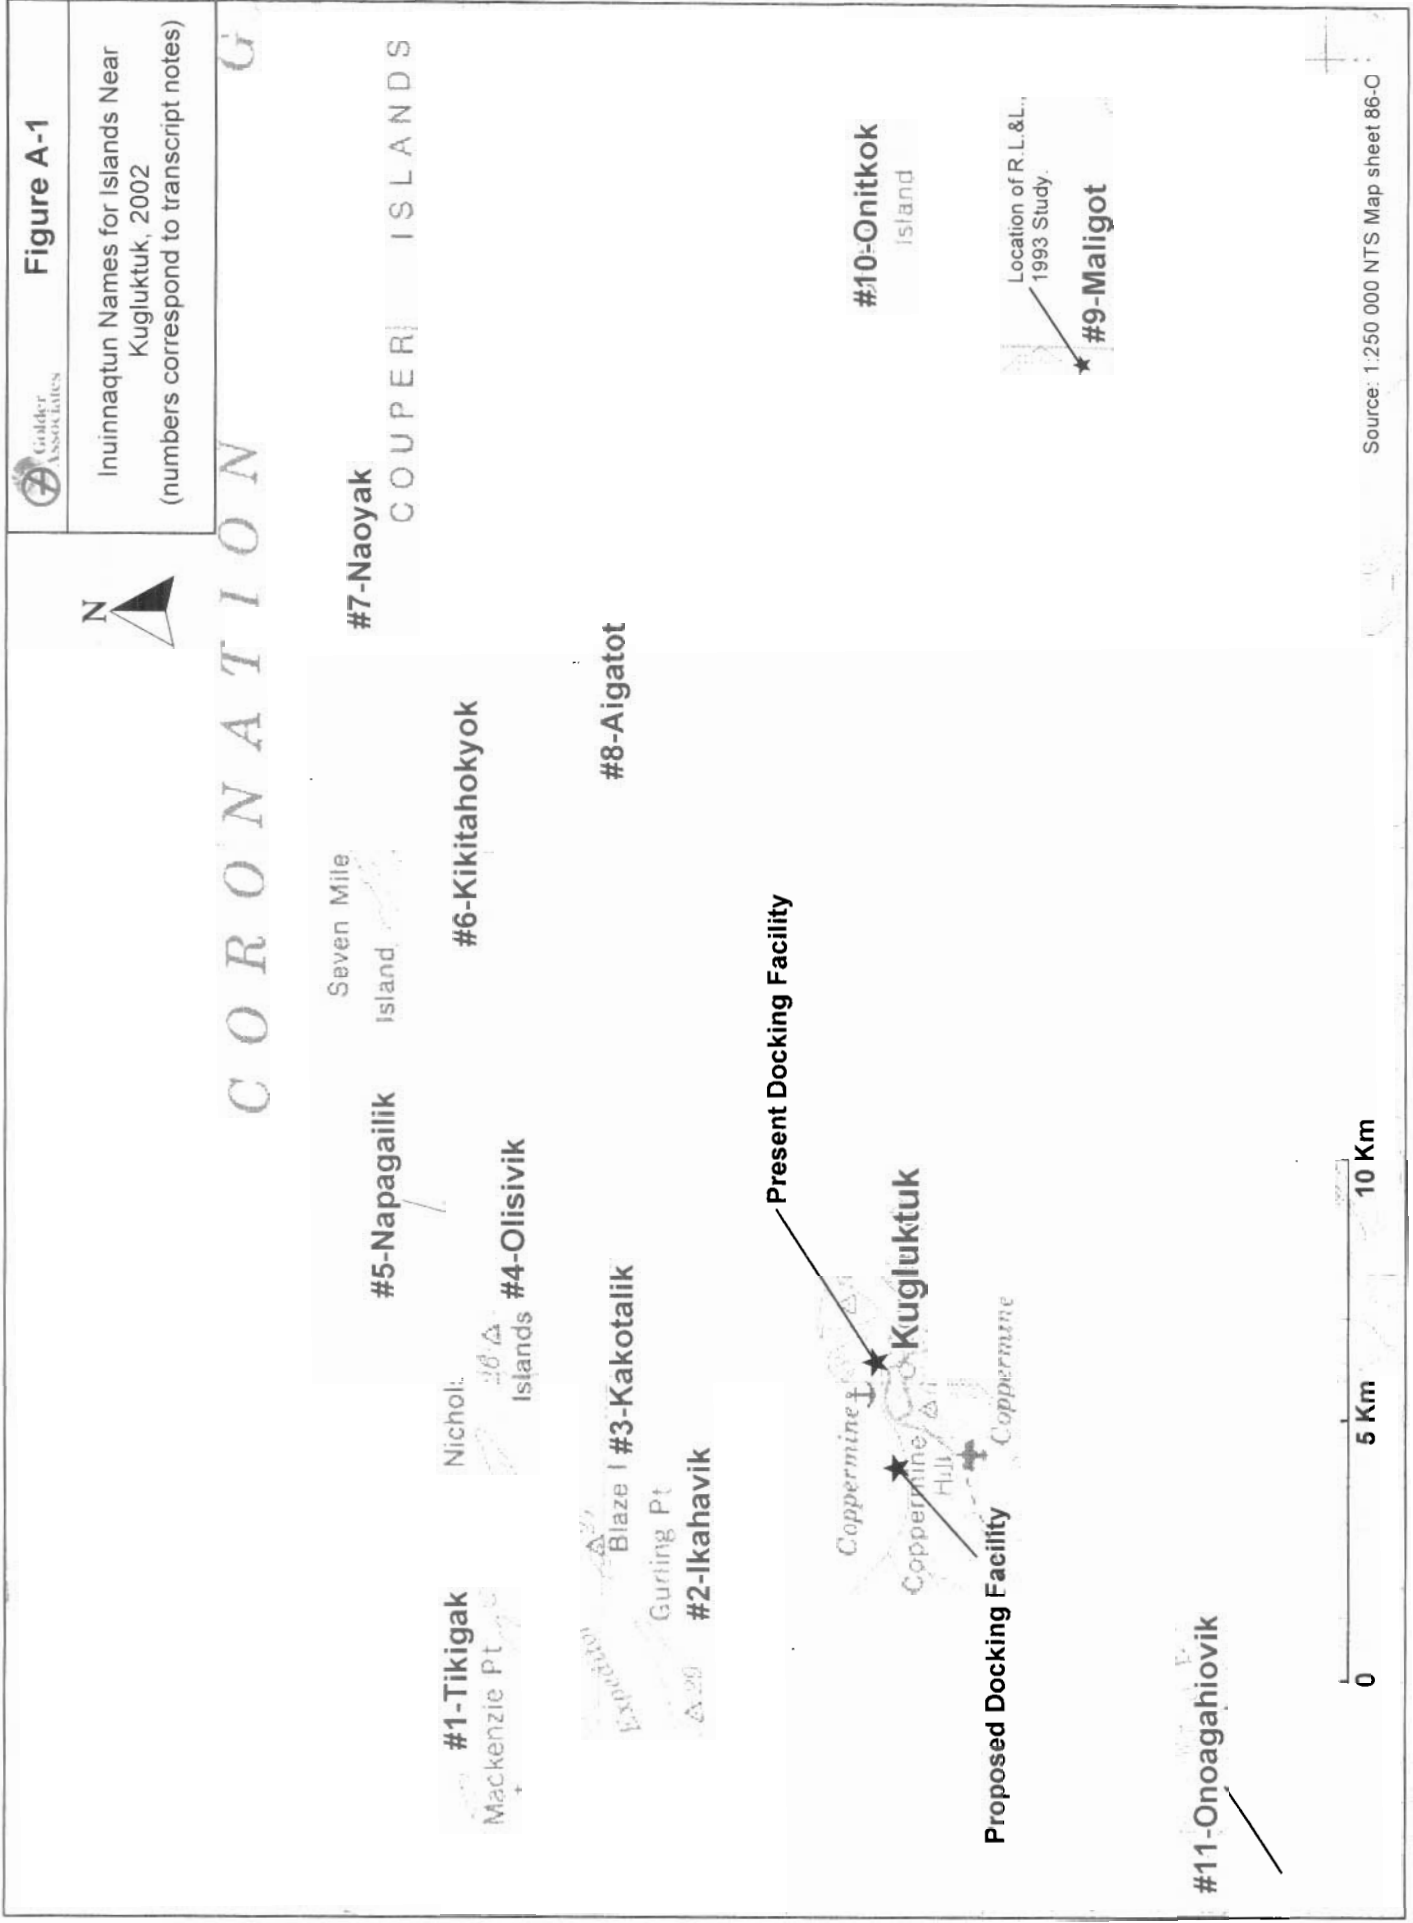 Golder
Associates
Figure A-1
Inuinnaqtun Names for Islands Near
Kugluktuk, 2002
(numbers correspond to transcript notes)
N
CORONATION G
#7-Naoyak
COUPER ISLANDS
Seven Mile
Island
#5-Napagailik
#6-Kikitahokyok
#1-Tikigak
Mackenzie Pt
Nichol
Islands
#4-Olisivik
#8-Aigatot
Blaze I
#3-Kakotalik
Expeditor
Gurling Pt
29
#2-Ikahavik
Present Docking Facility
#10-Onitkok
Island
Coppermine
Kugluktuk
Coppermine
Hill
Coppermine
Proposed Docking Facility
Location of R.L.&L.,
1993 Study.
#9-Maligot
#11-Onoagahiovik
0
5 Km
10 Km
Source: 1:250 000 NTS Map sheet 86-O